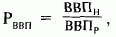 Р_ВВП = ВВП_Н / ВВП_Р ,